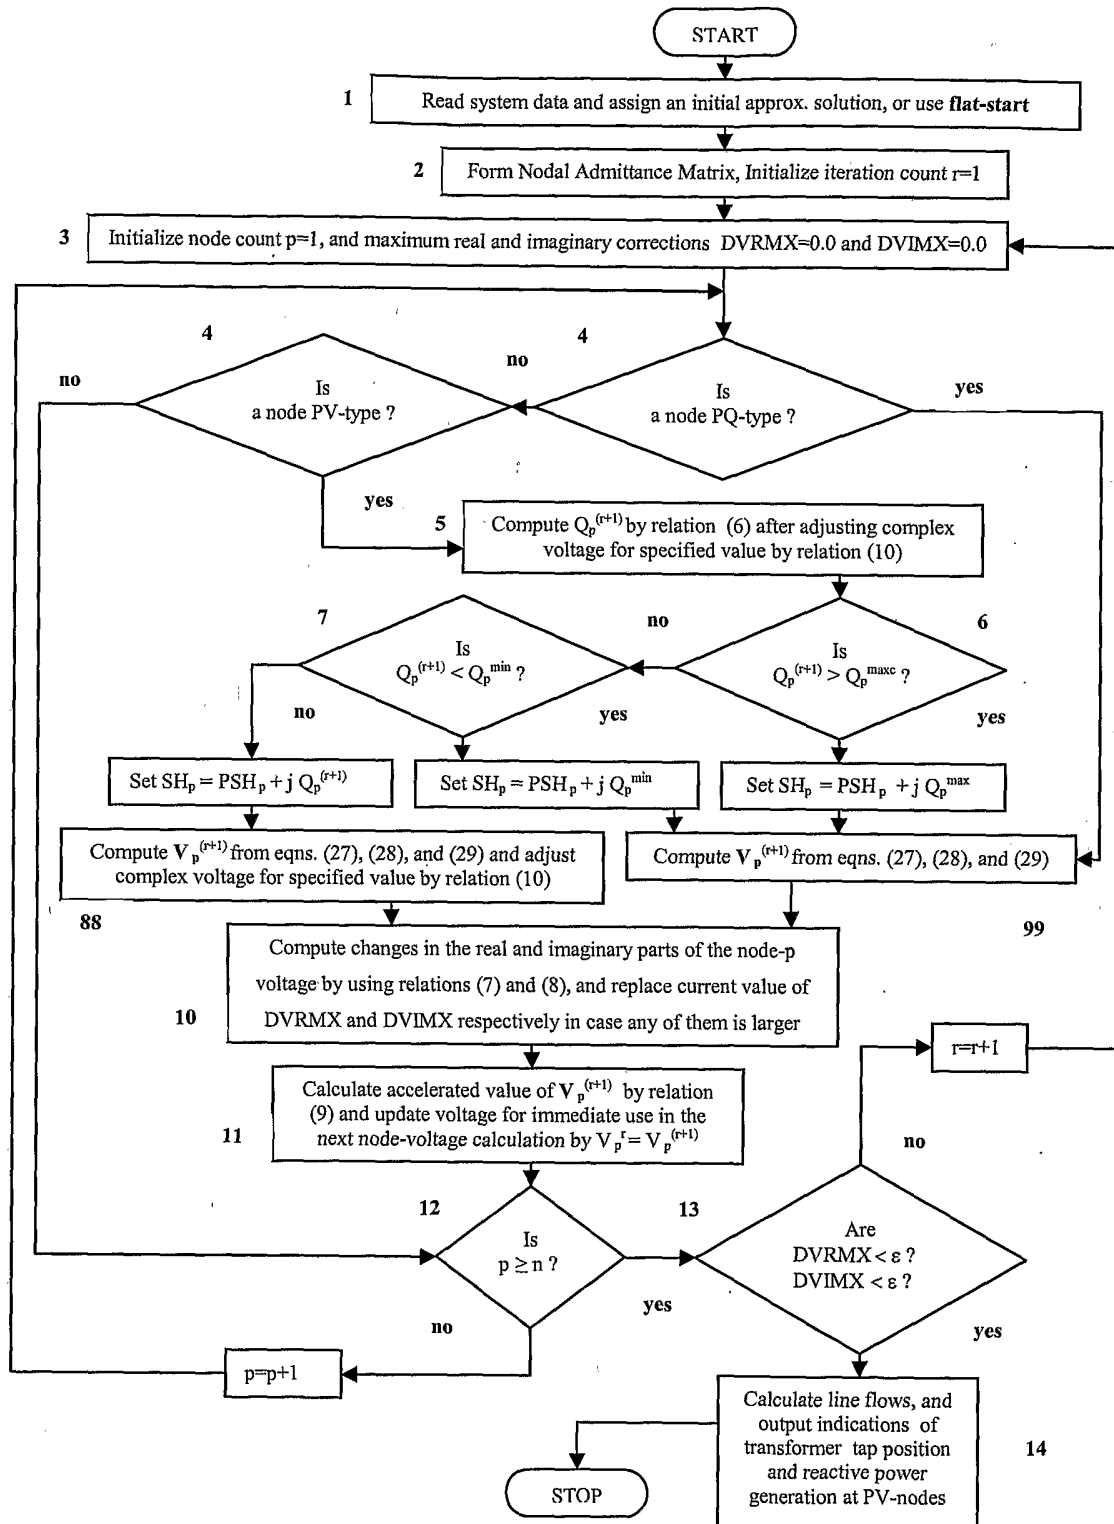 START
1
Read system data and assign an initial approx. solution, or use flat-start
2
Form Nodal Admittance Matrix, Initialize iteration count r=1
3
Initialize node count p=1, and maximum real and imaginary corrections DVRMX=0.0 and DVIMX=0.0
4
4
no
no
yes
Is
a node PV-type ?
Is
a node PQ-type ?
yes
5
Compute Qp^(r+1) by relation (6) after adjusting complex
voltage for specified value by relation (10)
7
no
6
Is
Qp^(r+1) < Qp^min ?
Is
Qp^(r+1) > Qp^maxc ?
no
yes
yes
Set SHp = PSHp + j Qp^(r+1)
Set SHp = PSHp + j Qp^min
Set SHp = PSHp + j Qp^max
Compute Vp^(r+1) from eqns. (27), (28), and (29) and adjust
complex voltage for specified value by relation (10)
Compute Vp^(r+1) from eqns. (27), (28), and (29)
88
99
Compute changes in the real and imaginary parts of the node-p
voltage by using relations (7) and (8), and replace current value of
DVRMX and DVIMX respectively in case any of them is larger
10
r=r+1
Calculate accelerated value of Vp^(r+1) by relation
(9) and update voltage for immediate use in the
next node-voltage calculation by Vp^r = Vp^(r+1)
11
no
12
13
Is
p ≥ n ?
Are
DVRMX < ε ?
DVIMX < ε ?
yes
no
yes
p=p+1
Calculate line flows, and
output indications of
transformer tap position
and reactive power
generation at PV-nodes
14
STOP